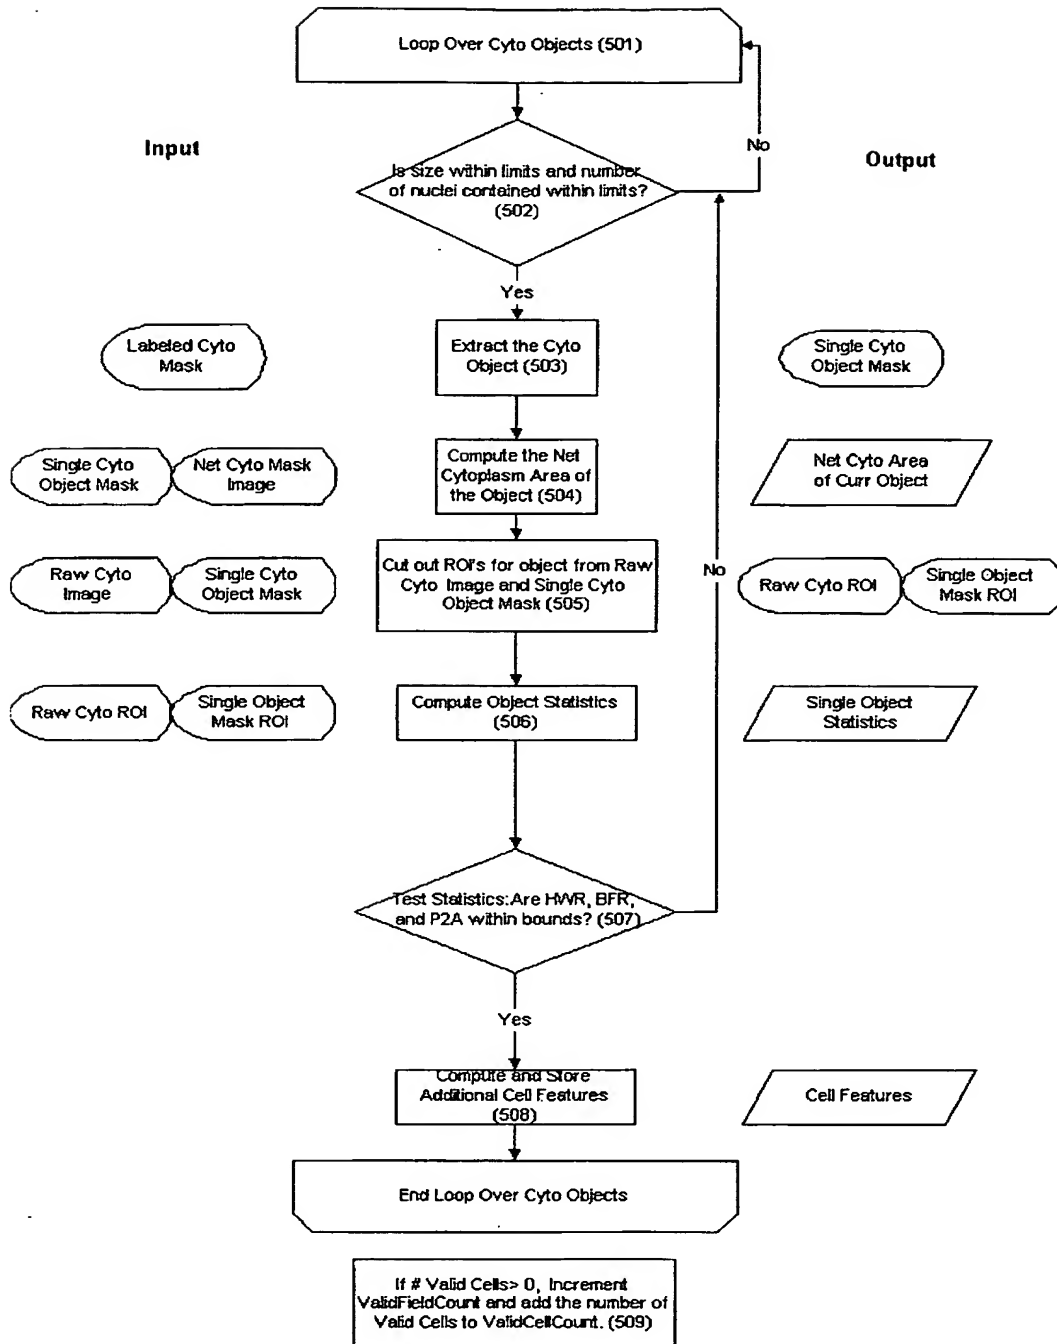 Loop Over Cyto Objects (501)
Input
No
Output
Is size within limits and number
of nuclei contained within limits?
(502)
Yes
Labeled Cyto
Mask
Extract the Cyto
Object (503)
Single Cyto
Object Mask
Single Cyto
Object Mask
Net Cyto Mask
Image
Compute the Net
Cytoplasm Area of
the Object (504)
Net Cyto Area
of Curr Object
Raw Cyto
Image
Single Cyto
Object Mask
Cut out ROI's for object from Raw
Cyto Image and Single Cyto
Object Mask (505)
No
Raw Cyto ROI
Single Object
Mask ROI
Raw Cyto ROI
Single Object
Mask ROI
Compute Object Statistics
(506)
Single Object
Statistics
Test Statistics:Are HWR, BFR,
and P2A within bounds? (507)
Yes
Compute and Store
Additional Cell Features
(508)
Cell Features
End Loop Over Cyto Objects
If # Valid Cells> 0, Increment
ValidFieldCount and add the number of
Valid Cells to ValidCellCount. (509)